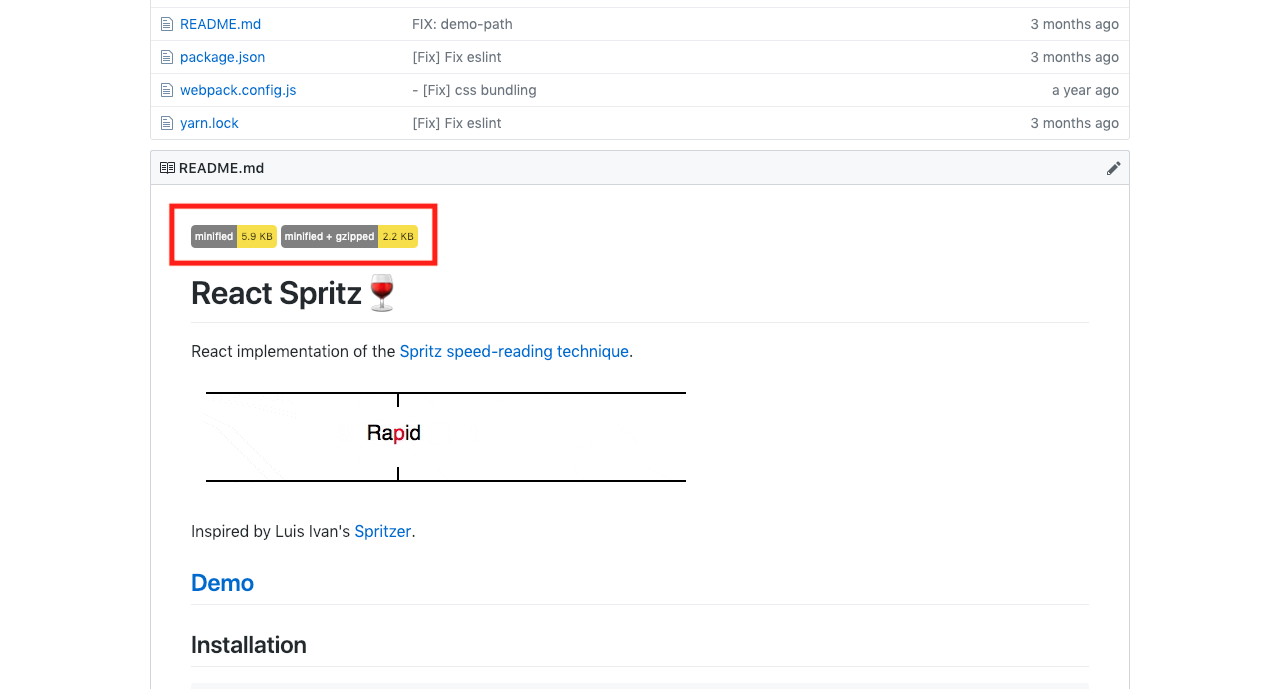 README.md FIX: demo-path 3 months ago
package.json [Fix] Fix eslint 3 months ago
webpack.config.js - [Fix] css bundling a year ago
yarn.lock [Fix] Fix eslint 3 months ago
README.md
minified 5.9 KB minified + gzipped 2.2 KB
React Spritz🍷
React implementation of the Spritz speed-reading technique.
Rapid
Inspired by Luis Ivan's Spritzer.
Demo
Installation